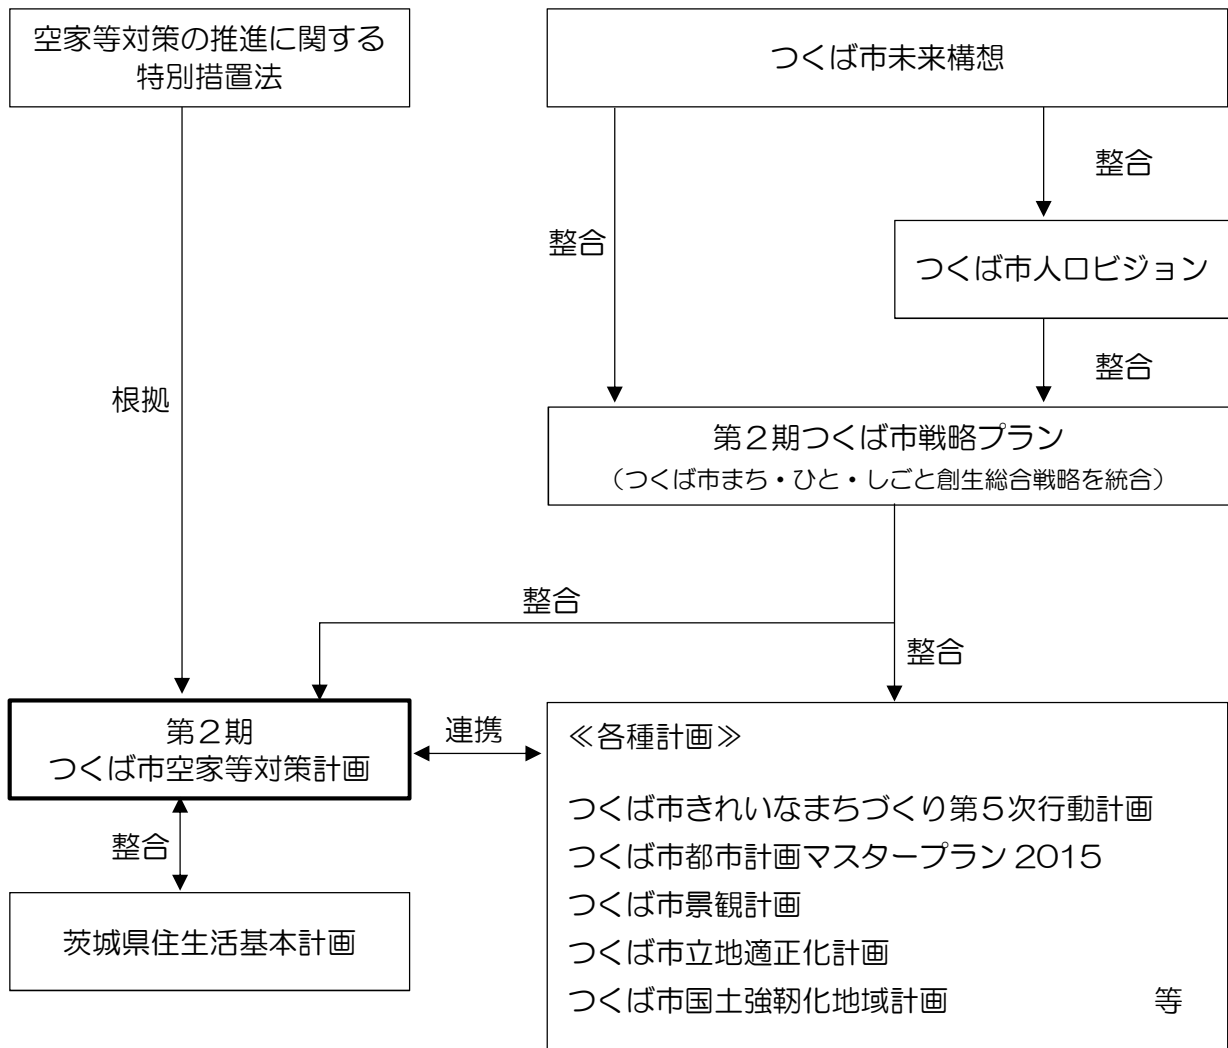 空家等対策の推進に関する
特別措置法
つくば市未来構想
整合
整合
つくば市人口ビジョン
整合
根拠
第２期つくば市戦略プラン
（つくば市まち・ひと・しごと創生総合戦略を統合）
整合
整合
第２期
つくば市空家等対策計画
連携
整合
茨城県住生活基本計画
≪各種計画≫
つくば市きれいなまちづくり第５次行動計画
つくば市都市計画マスタープラン 2015
つくば市景観計画
つくば市立地適正化計画
つくば市国土強靭化地域計画 等